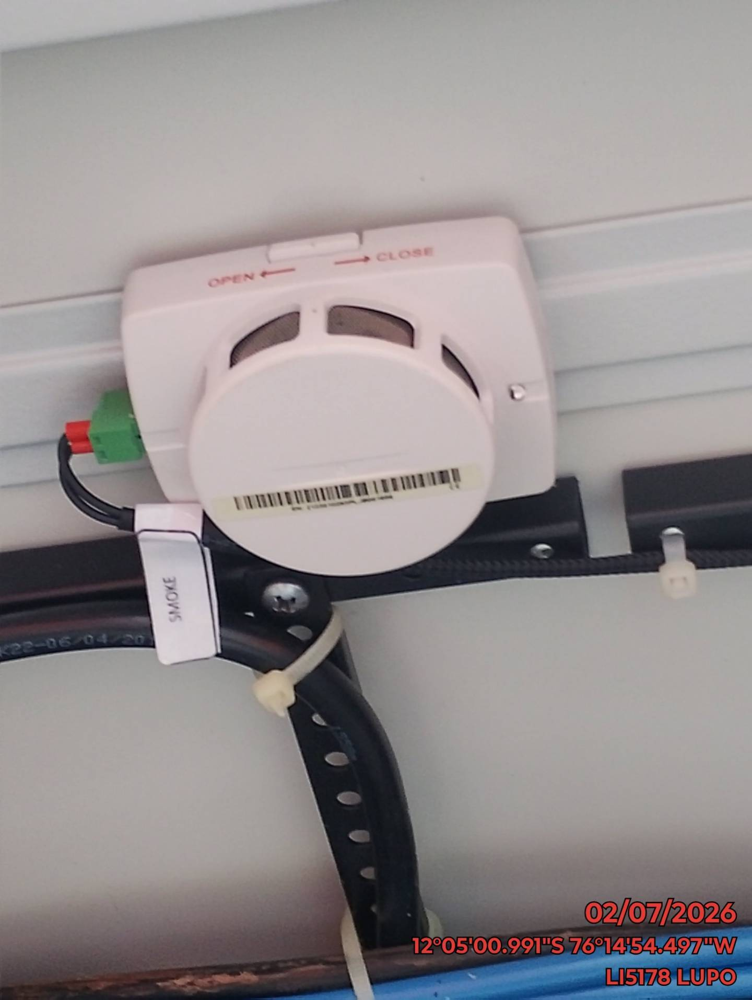 OPEN ← → CLOSE
SMOKE
02/07/2026
12°05'00.991"S 76°14'54.497"W
LI5178 LUPO